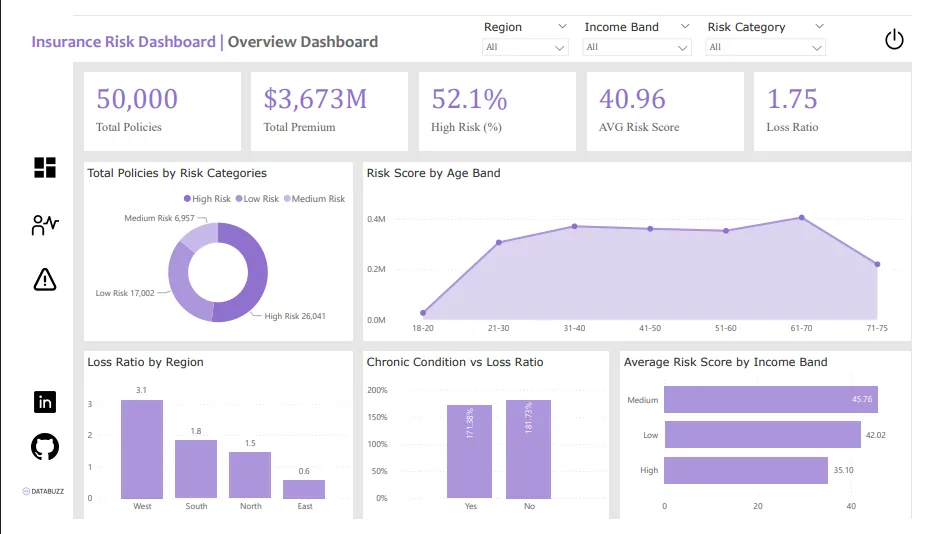 Insurance Risk Dashboard | Overview Dashboard
Region
All
Income Band
All
Risk Category
All
50,000
Total Policies
$3,673M
Total Premium
52.1%
High Risk (%)
40.96
AVG Risk Score
1.75
Loss Ratio
Total Policies by Risk Categories
High Risk Low Risk Medium Risk
Medium Risk 6,957
Low Risk 17,002
High Risk 26,041
Risk Score by Age Band
0.4M
0.2M
0.0M
18-20 21-30 31-40 41-50 51-60 61-70 71-75
Loss Ratio by Region
3
2
1
0
3.1
1.8
1.5
0.6
West South North East
Chronic Condition vs Loss Ratio
200%
150%
100%
50%
0%
171.38%
181.73%
Yes No
Average Risk Score by Income Band
Medium 45.76
Low 42.02
High 35.10
0 20 40
in
DATABUZZ